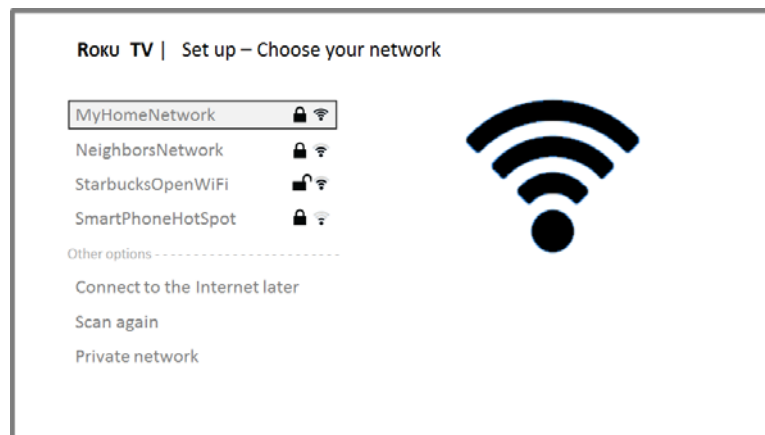 ROKU TV | Set up – Choose your network
MyHomeNetwork
NeighborsNetwork
StarbucksOpenWiFi
SmartPhoneHotSpot
Other options
Connect to the Internet later
Scan again
Private network